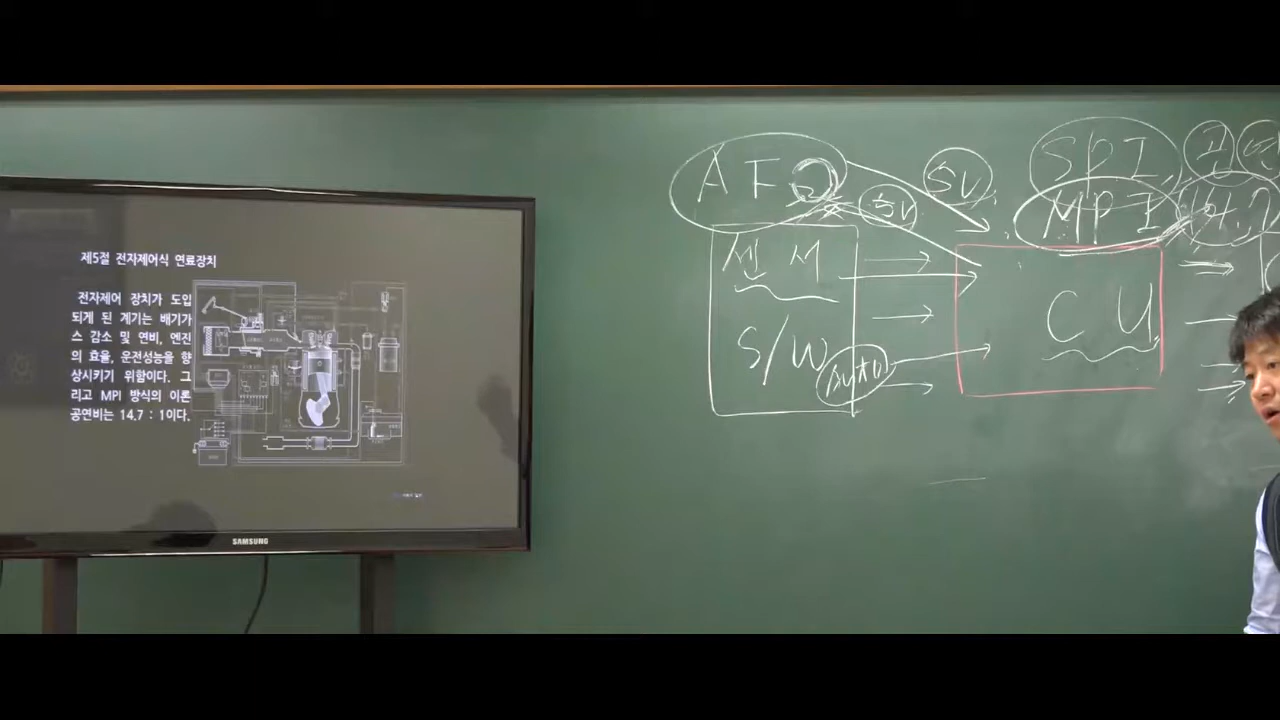 제5절 전자제어식 연료장치
전자제어 장치가 도입
되게 된 계기는 배기가
스 감소 및 연비, 엔진
의 효율, 운전성능을 향
상시키기 위함이다. 그
리고 MPI 방식의 이론
공연비는 14.7 : 1이다.
SAMSUNG
AFS
5V
5V
SPI
MPI
센서
S/W
CU